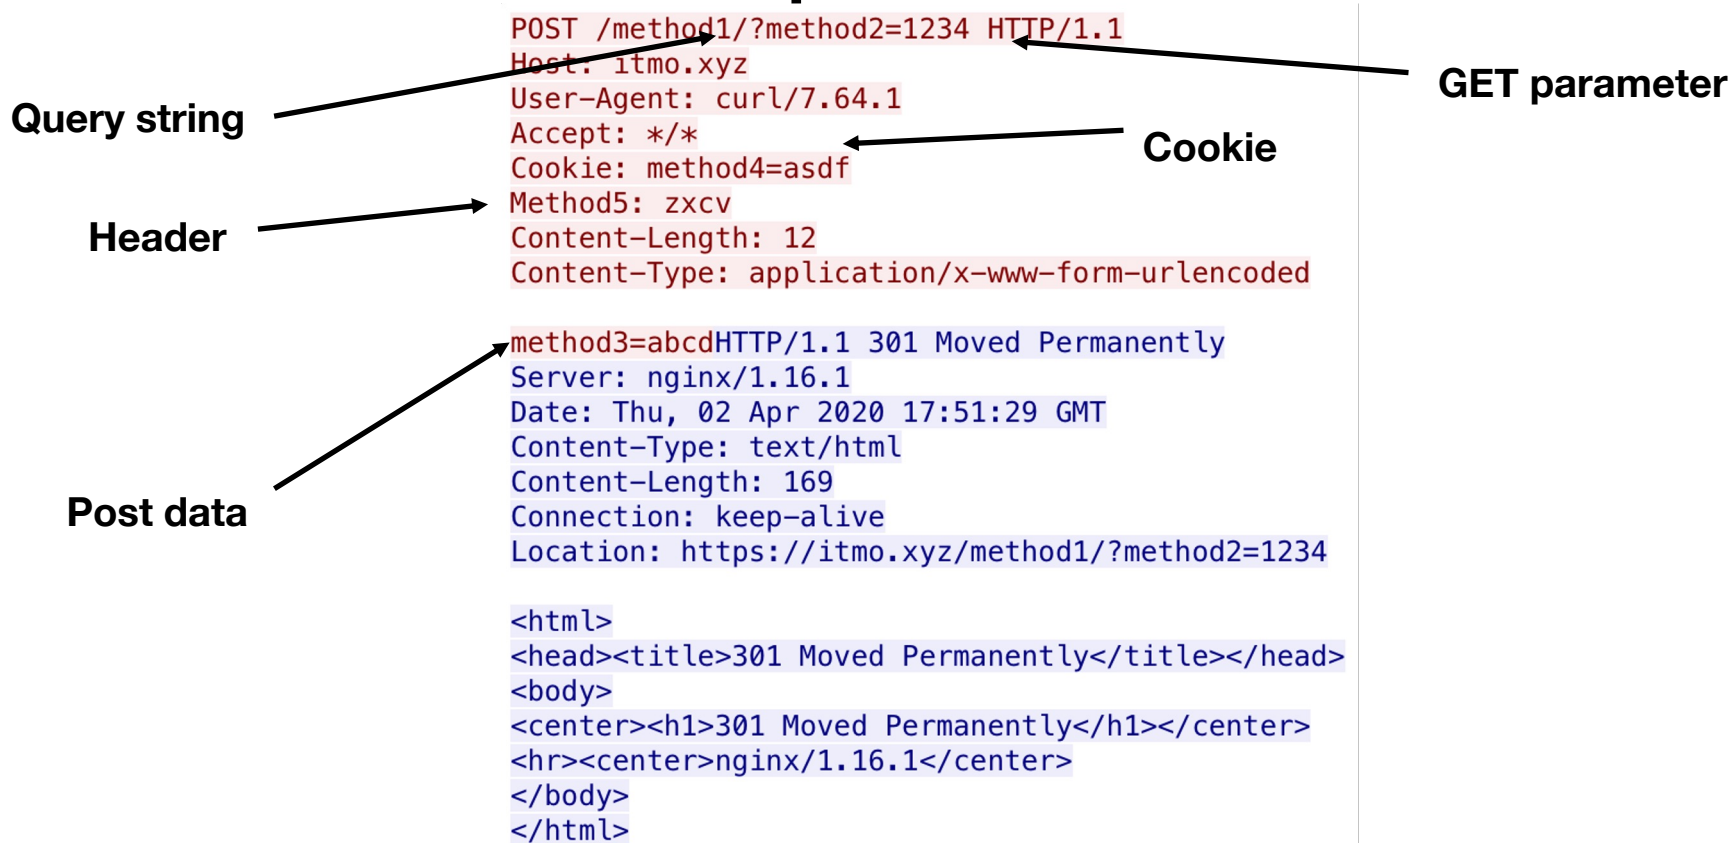 POST /method1/?method2=1234 HTTP/1.1
Host: itmo.xyz
User-Agent: curl/7.64.1
Accept: */*
Cookie: method4=asdf
Method5: zxcv
Content-Length: 12
Content-Type: application/x-www-form-urlencoded
method3=abcdHTTP/1.1 301 Moved Permanently
Server: nginx/1.16.1
Date: Thu, 02 Apr 2020 17:51:29 GMT
Content-Type: text/html
Content-Length: 169
Connection: keep-alive
Location: https://itmo.xyz/method1/?method2=1234
<html>
<head><title>301 Moved Permanently</title></head>
<body>
<center><h1>301 Moved Permanently</h1></center>
<hr><center>nginx/1.16.1</center>
</body>
</html>
Query string
Header
Post data
GET parameter
Cookie